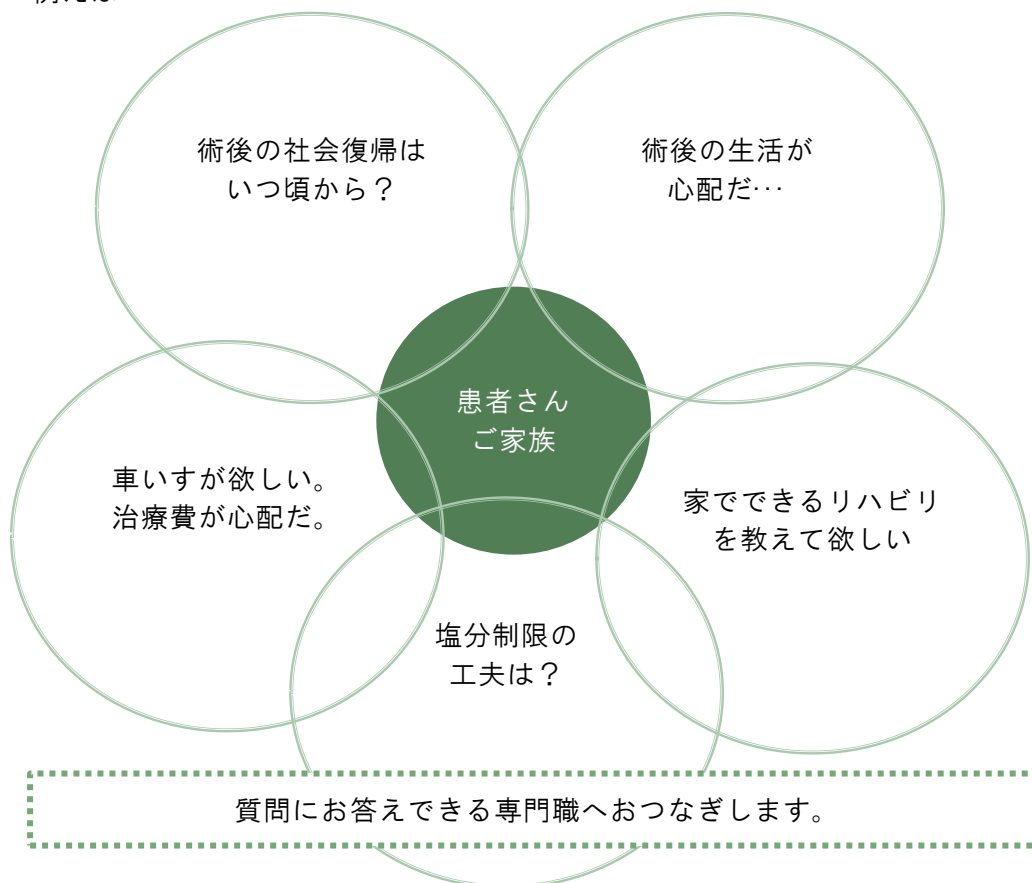 術後の社会復帰は
いつ頃から？
術後の生活が
心配だ…
患者さん
ご家族
車いすが欲しい。
治療費が心配だ。
家でできるリハビリ
を教えて欲しい
塩分制限の
工夫は？
質問にお答えできる専門職へおつなぎします。